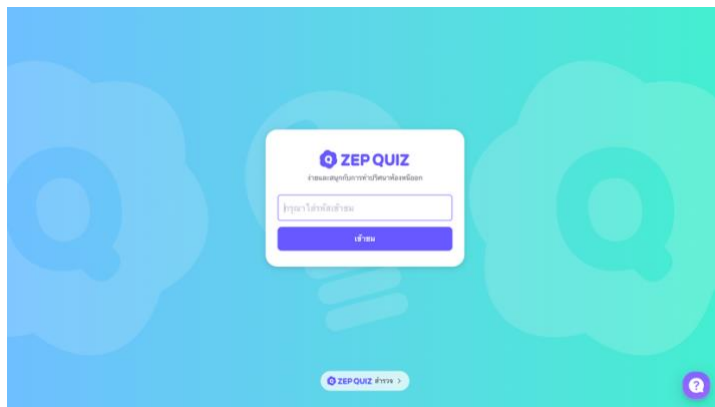 ZEP QUIZ
ง่ายและสนุกกับการทำปริศนาห้องหนีออก
กรุณาใส่รหัสเข้าชม
เข้าชม
ZEP QUIZ สำรวจ >
?